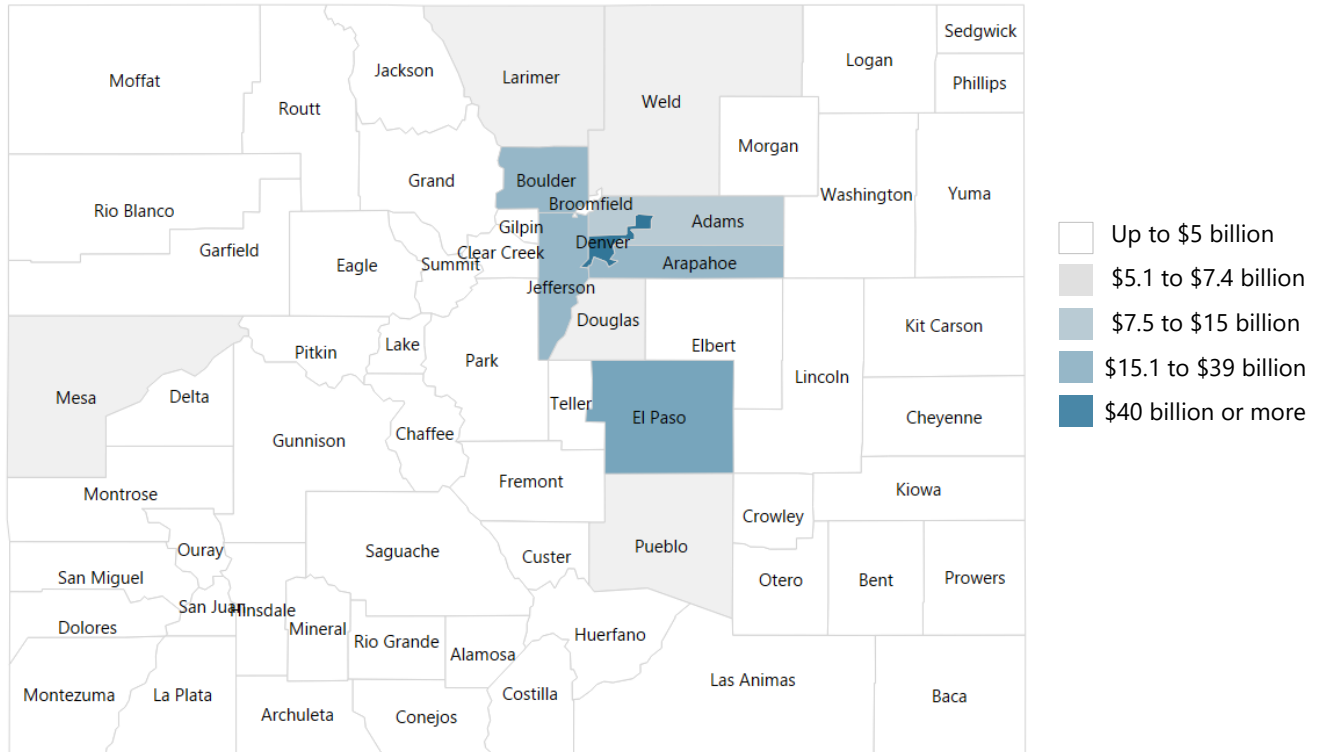 Sedgwick
Logan
Jackson
Larimer
Moffat
Phillips
Weld
Routt
Morgan
Grand
Boulder
Washington
Yuma
Broomfield
Rio Blanco
Adams
Gilpin
Up to $5 billion
Denver
Garfield
Clear Creek
Eagle
Summit
Arapahoe
$5.1 to $7.4 billion
Jefferson
Douglas
$7.5 to $15 billion
Kit Carson
Lake
Elbert
Pitkin
Park
$15.1 to $39 billion
Lincoln
Mesa
Delta
Teller
$40 billion or more
El Paso
Cheyenne
Chaffee
Gunnison
Fremont
Kiowa
Montrose
Crowley
Pueblo
Ouray
Saguache
Custer
San Miguel
Otero
Bent
Prowers
San Juan
Hinsdale
Dolores
Mineral
Huerfano
Rio Grande
Alamosa
Las Animas
Montezuma
La Plata
Costilla
Baca
Archuleta
Conejos